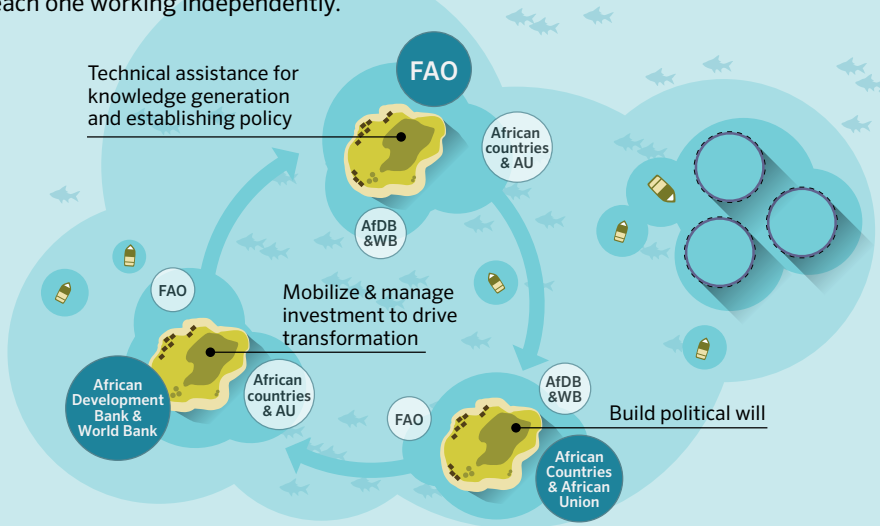 each one working independently.
FAO
Technical assistance for
knowledge generation
and establishing policy
African
countries
& AU
AfDB
&WB
FAO
Mobilize & manage
investment to drive
transformation
African
Development
Bank &
World Bank
African
countries
& AU
AfDB
&WB
FAO
Build political will
African
Countries
& African
Union